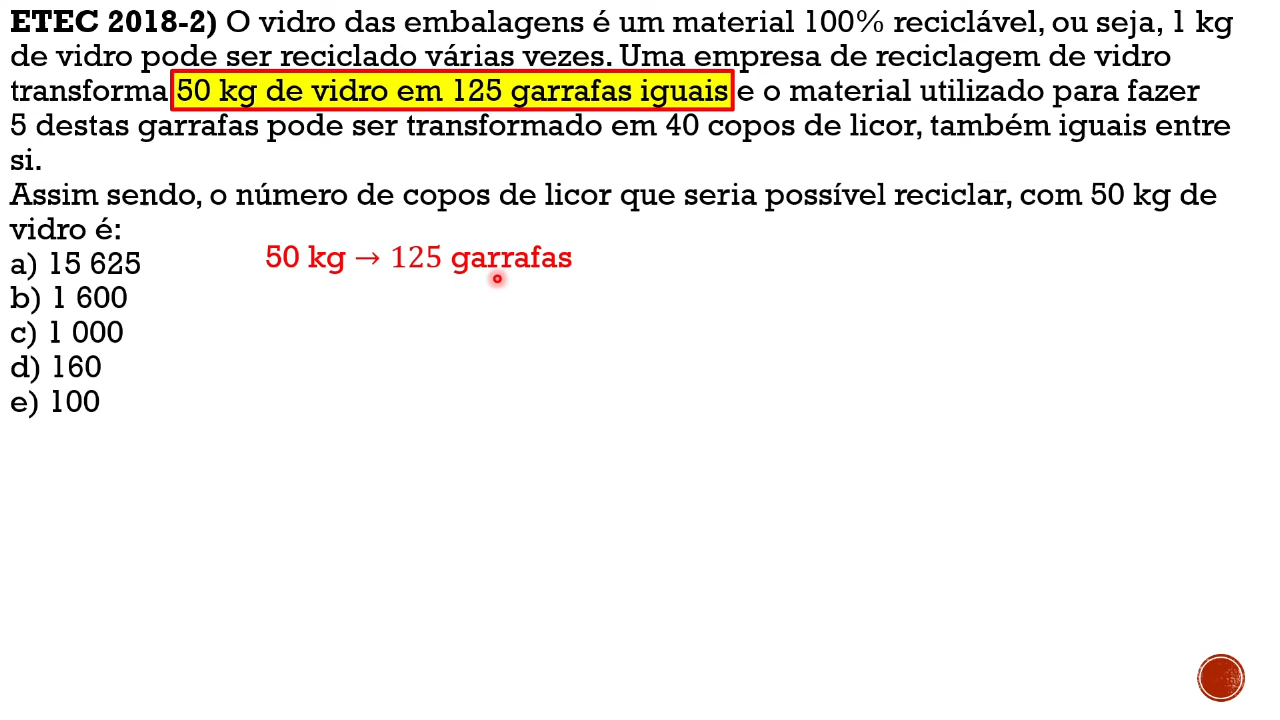 ETEC 2018-2) O vidro das embalagens é um material 100% reciclável, ou seja, 1 kg
de vidro pode ser reciclado várias vezes. Uma empresa de reciclagem de vidro
transforma 50 kg de vidro em 125 garrafas iguais e o material utilizado para fazer
5 destas garrafas pode ser transformado em 40 copos de licor, também iguais entre
si.
Assim sendo, o número de copos de licor que seria possível reciclar, com 50 kg de
vidro é:
a) 15 625
50 kg → 125 garrafas
b) 1 600
c) 1 000
d) 160
e) 100